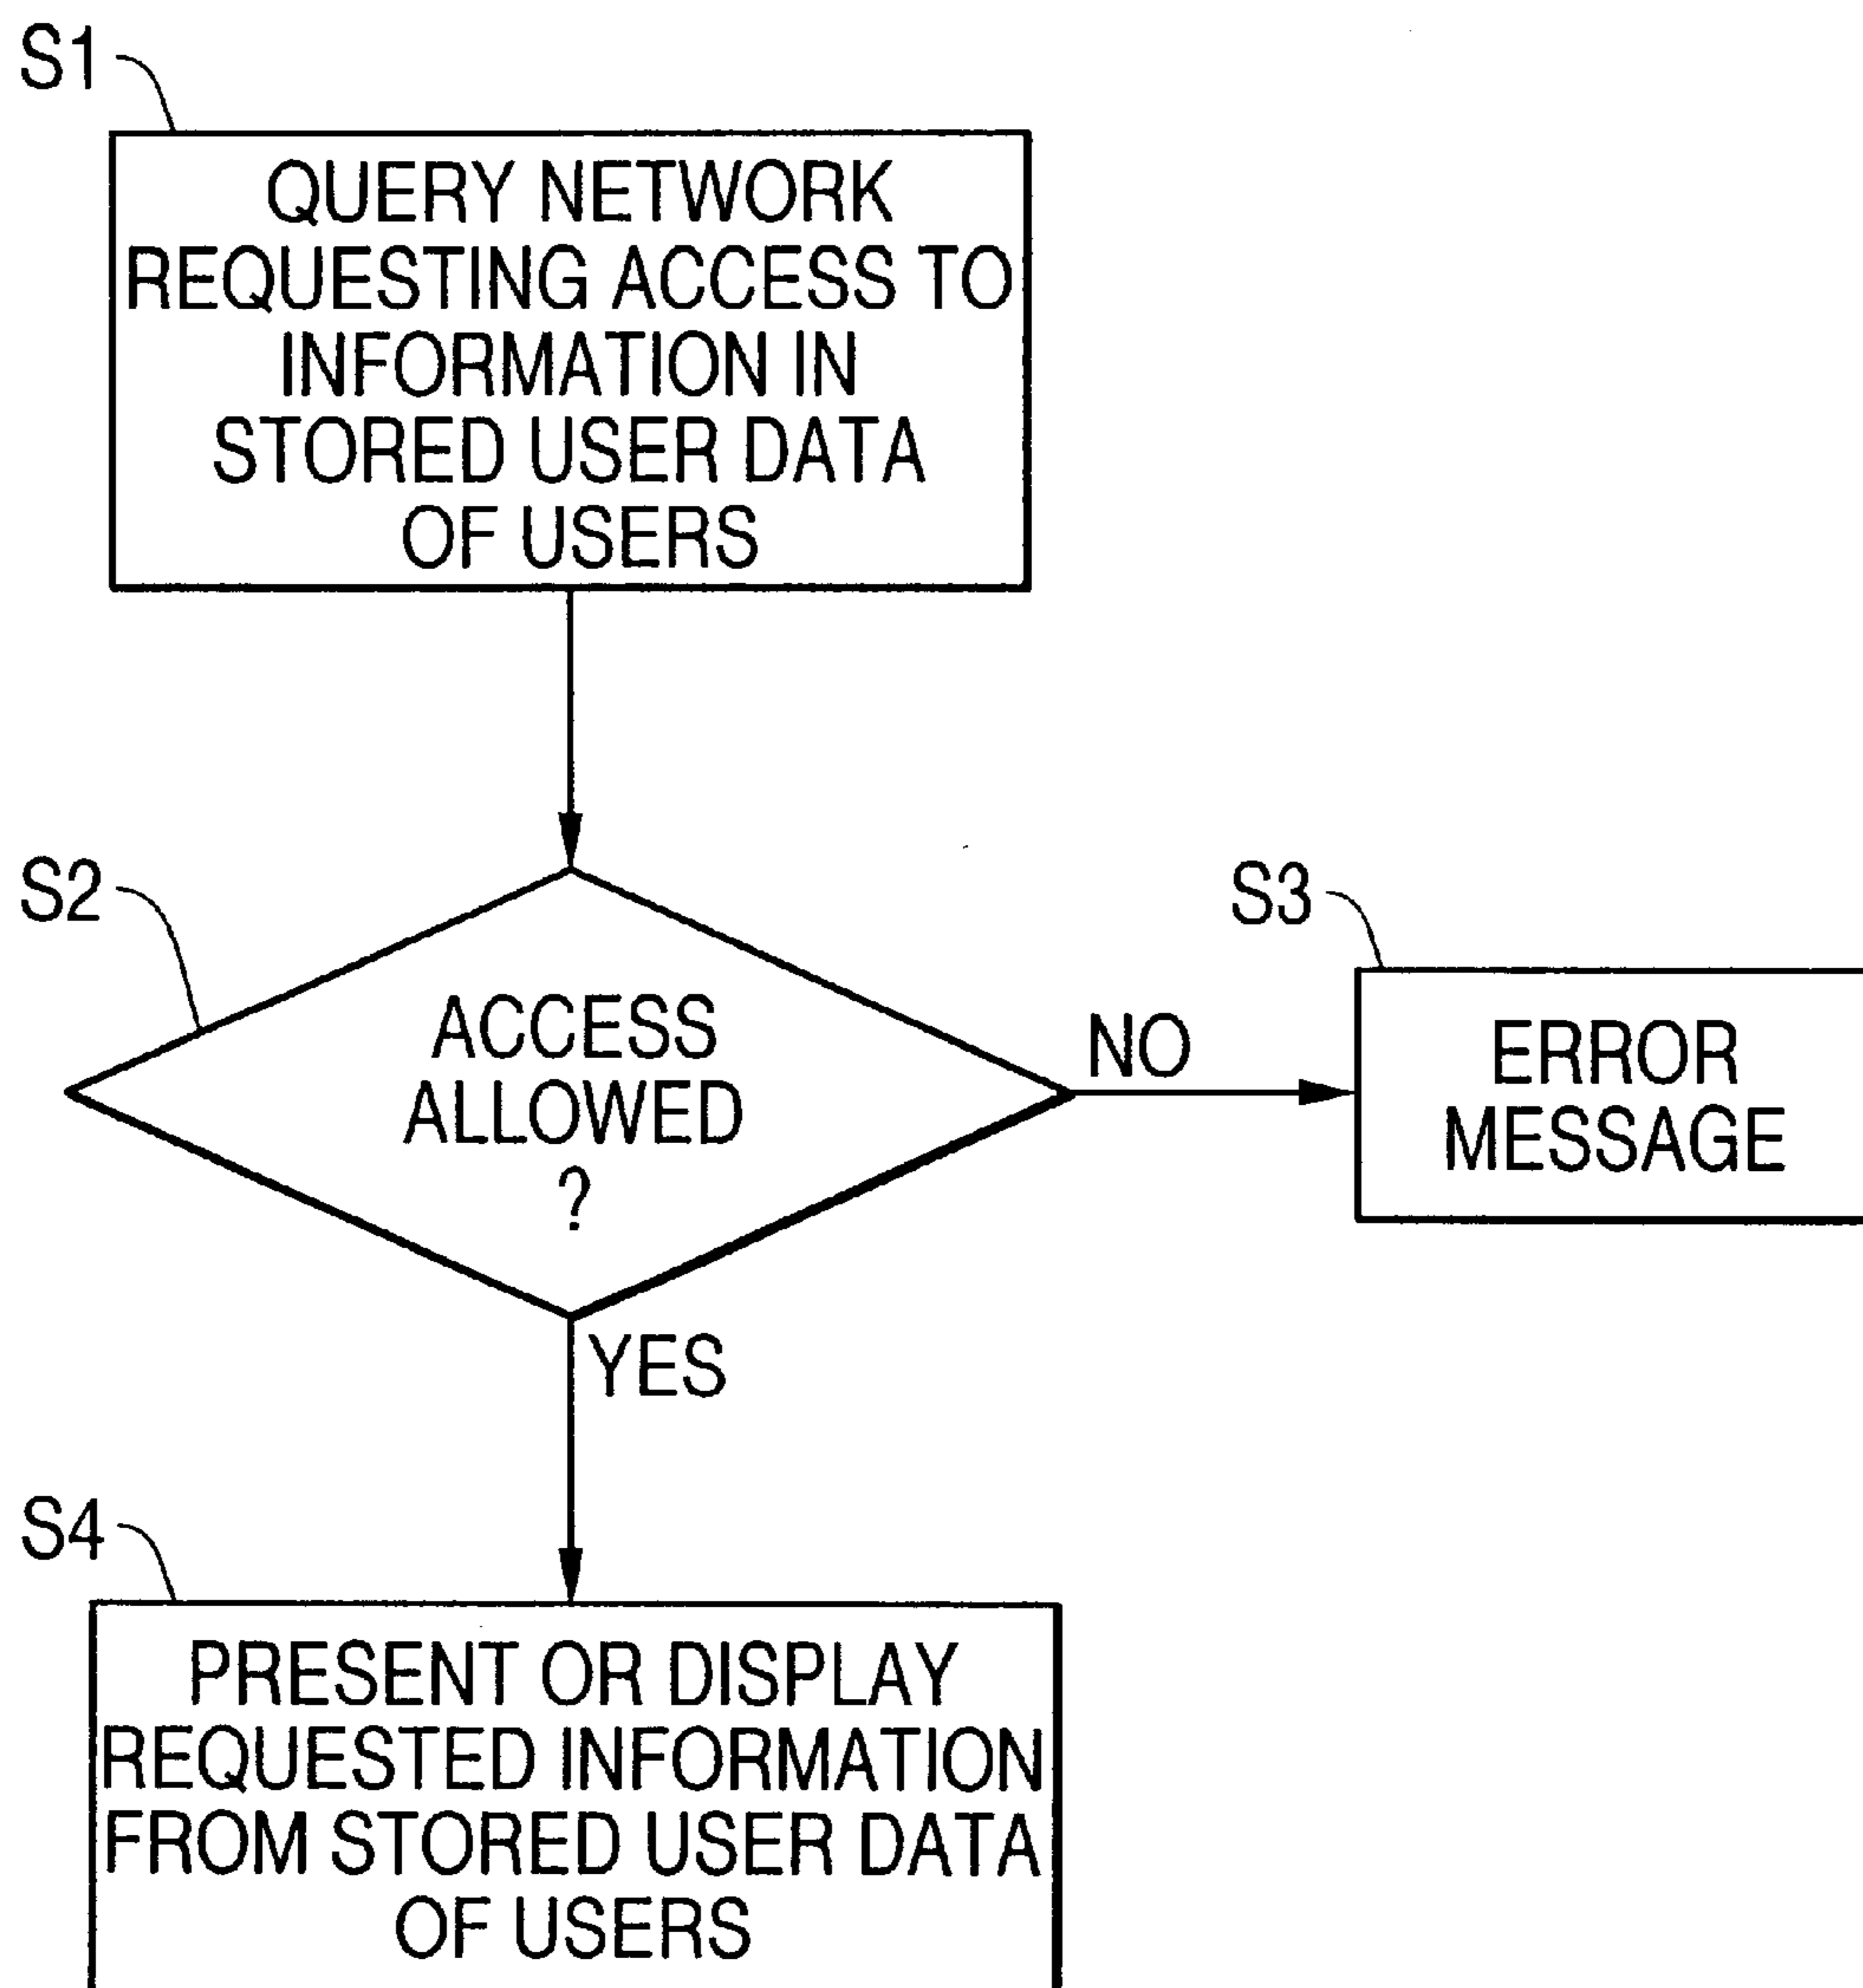 S1
QUERY NETWORK
REQUESTING ACCESS TO
INFORMATION IN
STORED USER DATA
OF USERS
S2
ACCESS
ALLOWED
?
NO
S3
ERROR
MESSAGE
YES
S4
PRESENT OR DISPLAY
REQUESTED INFORMATION
FROM STORED USER DATA
OF USERS